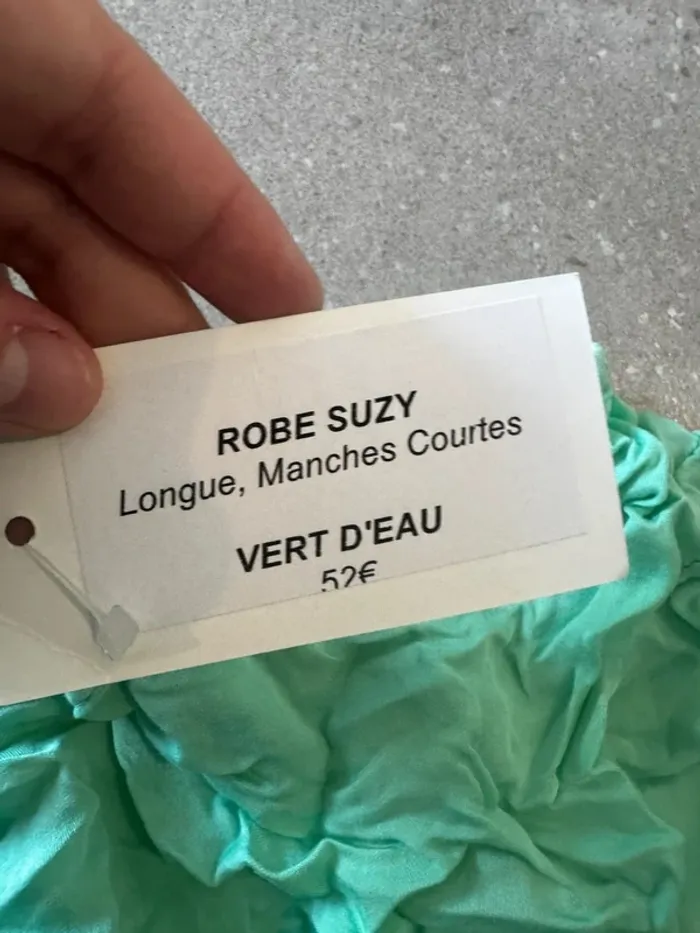 ROBE SUZY
Longue, Manches Courtes
VERT D'EAU
52€